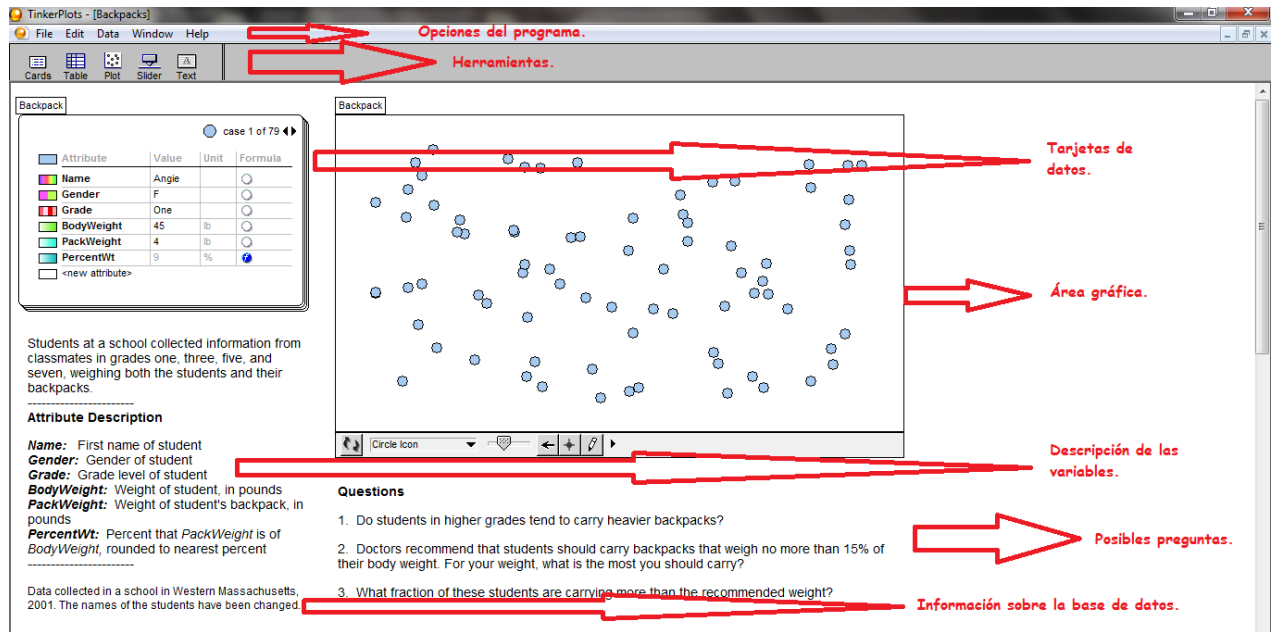 TinkerPlots - [Backpacks]
File Edit Data Window Help
Opciones del programa.
Cards Table Plot Slider Text
Herramientas.
Backpack
case 1 of 79
Attribute Value Unit Formula
Name Angie
Gender F
Grade One
BodyWeight 45 lb
PackWeight 4 lb
PercentWt 9 %
<new attribute>
Students at a school collected information from
classmates in grades one, three, five, and
seven, weighing both the students and their
backpacks.
-----------------------
Attribute Description
Name: First name of student
Gender: Gender of student
Grade: Grade level of student
BodyWeight: Weight of student, in pounds
PackWeight: Weight of student's backpack, in
pounds
PercentWt: Percent that PackWeight is of
BodyWeight, rounded to nearest percent
-----------------------
Data collected in a school in Western Massachusetts,
2001. The names of the students have been changed.
Backpack
Circle Icon
Questions
1. Do students in higher grades tend to carry heavier backpacks?
2. Doctors recommend that students should carry backpacks that weigh no more than 15% of
their body weight. For your weight, what is the most you should carry?
3. What fraction of these students are carrying more than the recommended weight?
Tarjetas de
datos.
Área gráfica.
Descripción de las
variables.
Posibles preguntas.
Información sobre la base de datos.